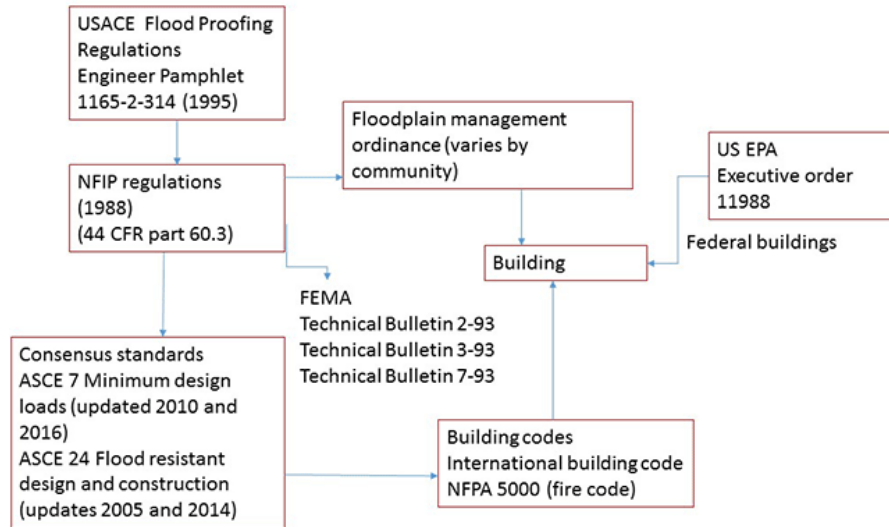 USACE Flood Proofing
Regulations
Engineer Pamphlet
1165-2-314 (1995)
Floodplain management
ordinance (varies by
community)
US EPA
Executive order
11988
NFIP regulations
(1988)
(44 CFR part 60.3)
Federal buildings
Building
FEMA
Technical Bulletin 2-93
Technical Bulletin 3-93
Technical Bulletin 7-93
Consensus standards
ASCE 7 Minimum design
loads (updated 2010 and
2016)
ASCE 24 Flood resistant
design and construction
(updates 2005 and 2014)
Building codes
International building code
NFPA 5000 (fire code)